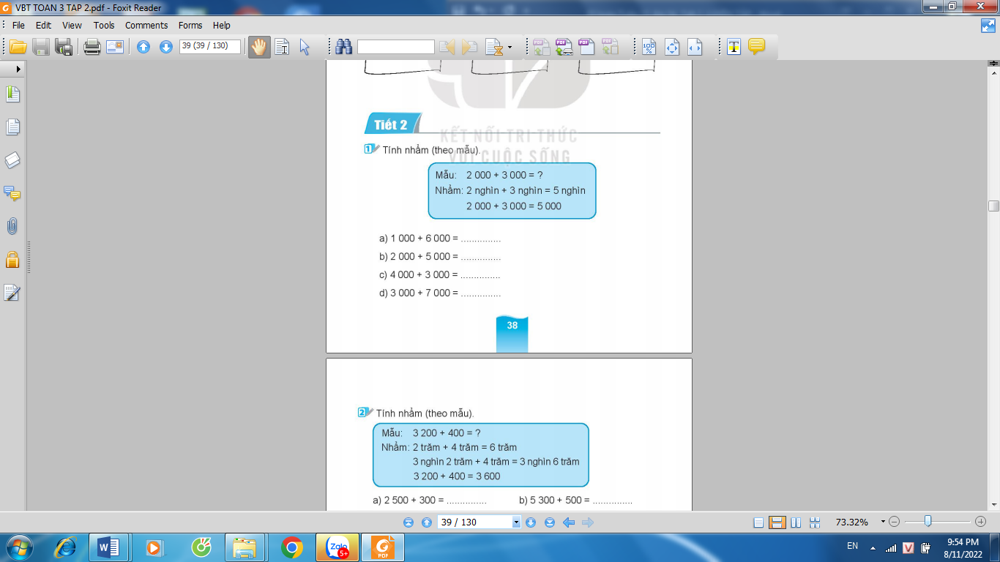 VBT TOAN 3 TAP 2.pdf - Foxit Reader
File Edit View Tools Comments Forms Help
39 (39 / 130)
Tiết 2
KẾT NỐI TRI THỨC
VỚI CUỘC SỐNG
1 Tính nhẩm (theo mẫu).
Mẫu: 2 000 + 3 000 = ?
Nhẩm: 2 nghìn + 3 nghìn = 5 nghìn
2 000 + 3 000 = 5 000
a) 1 000 + 6 000 = ...............
b) 2 000 + 5 000 = ...............
c) 4 000 + 3 000 = ...............
d) 3 000 + 7 000 = ...............
38
2 Tính nhẩm (theo mẫu).
Mẫu: 3 200 + 400 = ?
Nhẩm: 2 trăm + 4 trăm = 6 trăm
3 nghìn 2 trăm + 4 trăm = 3 nghìn 6 trăm
3 200 + 400 = 3 600
a) 2 500 + 300 = ............... b) 5 300 + 500 = ...............
39 / 130
73.32%
Zalo
5+
PDF
EN
9:54 PM
8/11/2022